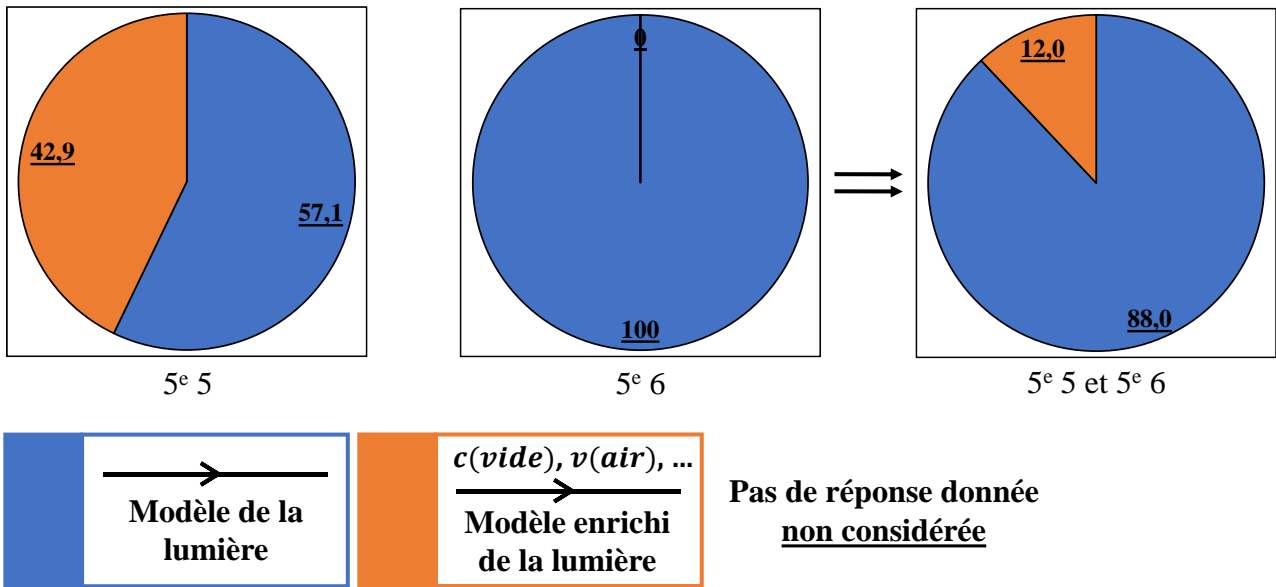 42,9
57,1
0
100
12,0
88,0
5ᵉ 5
5ᵉ 6
5ᵉ 5 et 5ᵉ 6
Modèle de la
lumière
c(vide), v(air), ...
Modèle enrichi
de la lumière
Pas de réponse donnée
non considérée